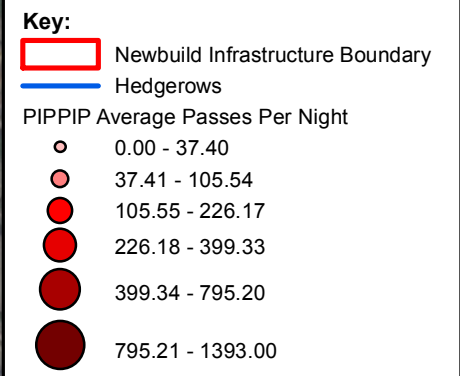 Key:
Newbuild Infrastructure Boundary
Hedgerows
PIPPIP Average Passes Per Night
0.00 - 37.40
37.41 - 105.54
105.55 - 226.17
226.18 - 399.33
399.34 - 795.20
795.21 - 1393.00